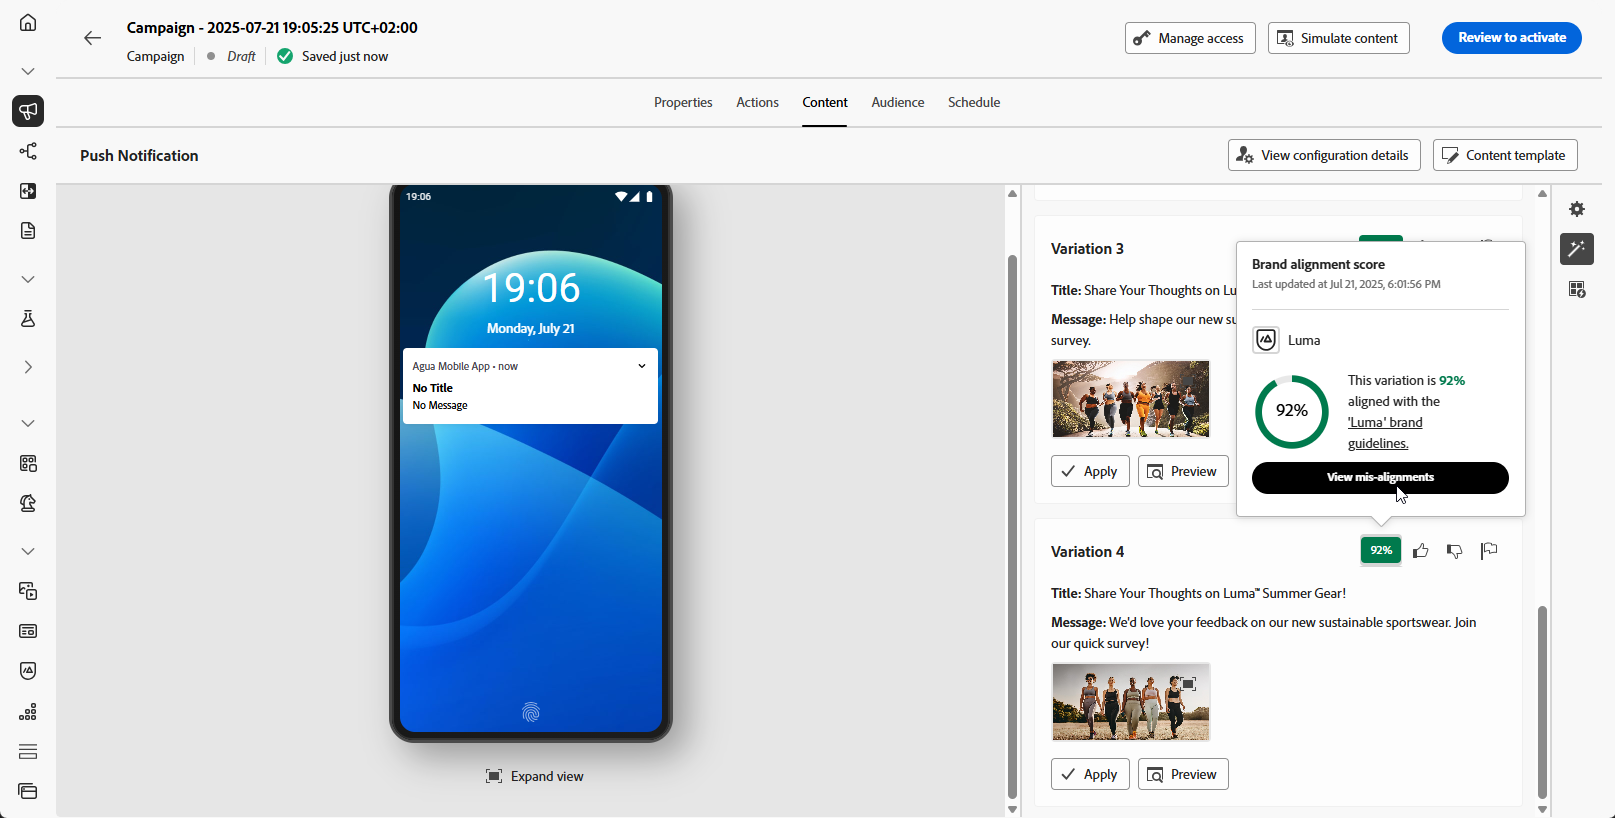 Campaign - 2025-07-21 19:05:25 UTC+02:00
Campaign
Draft
Saved just now
Manage access
Simulate content
Review to activate
Properties
Actions
Content
Audience
Schedule
Push Notification
View configuration details
Content template
19:06
19:06
Monday, July 21
Agua Mobile App • now
No Title
No Message
Expand view
Variation 3
Title: Share Your Thoughts on Lu
Message: Help shape our new su
survey.
Apply
Preview
Brand alignment score
Last updated at Jul 21, 2025, 6:01:56 PM
Luma
92%
This variation is 92%
aligned with the
'Luma' brand
guidelines.
View mis-alignments
Variation 4
92%
Title: Share Your Thoughts on Luma™ Summer Gear!
Message: We'd love your feedback on our new sustainable sportswear. Join
our quick survey!
Apply
Preview